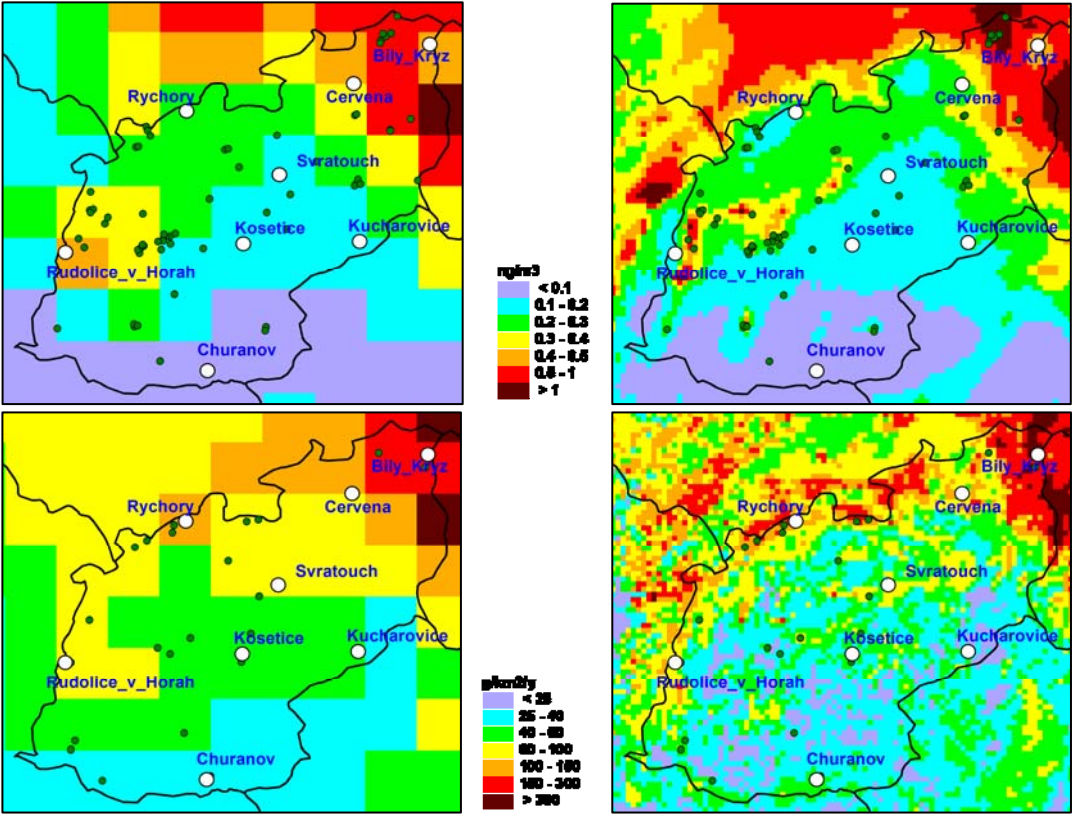 Bily_Kryz
Rychory
Cervena
Svratouch
Kosetice
Kucharovice
Rudolice_v_Horah
Churanov
ng/m3
< 0.1
0.1 - 0.2
0.2 - 0.3
0.3 - 0.4
0.4 - 0.5
0.5 - 1
> 1
Bily_Kryz
Rychory
Cervena
Svratouch
Kosetice
Kucharovice
Rudolice_v_Horah
Churanov
Bily_Kryz
Rychory
Cervena
Svratouch
Kosetice
Kucharovice
Rudolice_v_Horah
Churanov
g/km2/y
< 25
25 - 40
40 - 60
60 - 100
100 - 150
150 - 300
> 300
Bily_Kryz
Rychory
Cervena
Svratouch
Kosetice
Kucharovice
Rudolice_v_Horah
Churanov